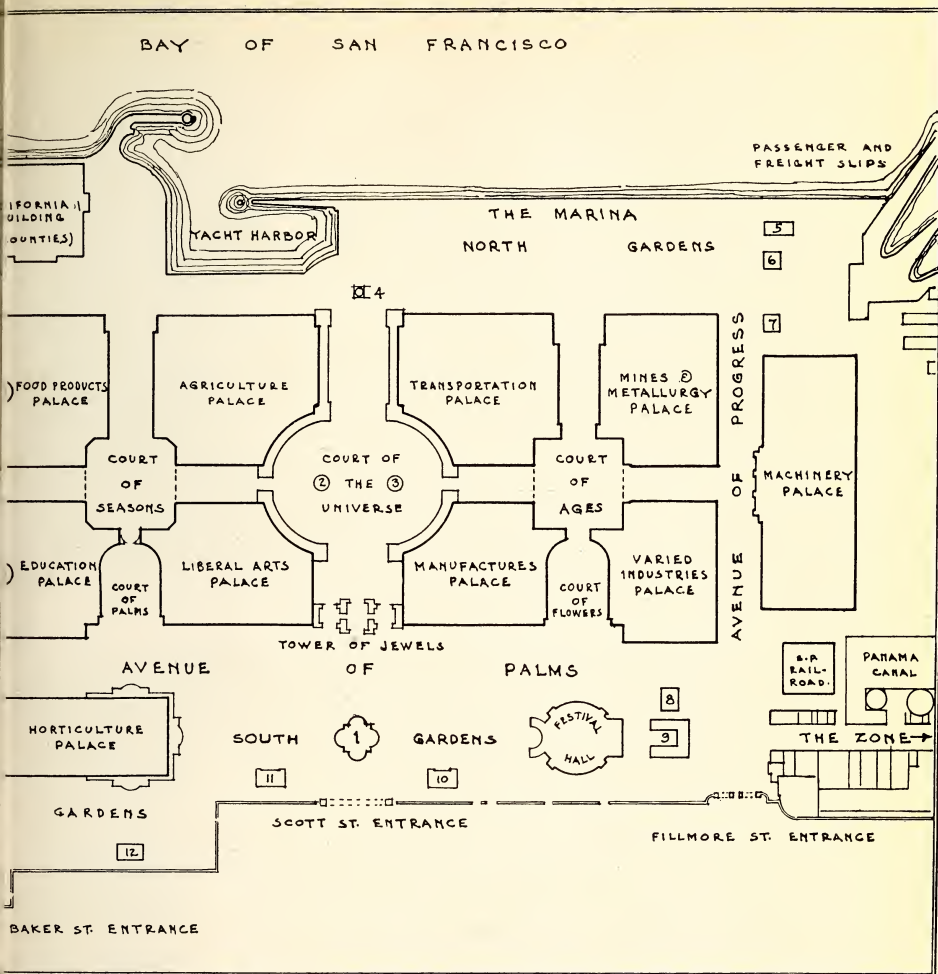 BAY OF SAN FRANCISCO
PASSENGER AND
FREIGHT SLIPS
IFORNIA
UILDING
OUNTIES)
YACHT HARBOR
THE MARINA
NORTH GARDENS
5
6
4
7
FOOD PRODUCTS
PALACE
AGRICULTURE
PALACE
TRANSPORTATION
PALACE
MINES &
METALLURGY
PALACE
COURT
OF
SEASONS
COURT OF
2 THE 3
UNIVERSE
COURT
OF
AGES
AVENUE OF PROGRESS
MACHINERY
PALACE
EDUCATION
PALACE
COURT
OF
PALMS
LIBERAL ARTS
PALACE
MANUFACTURES
PALACE
COURT
OF
FLOWERS
VARIED
INDUSTRIES
PALACE
TOWER OF JEWELS
AVENUE OF PALMS
RAIL-
ROAD.
PANAMA
CANAL
HORTICULTURE
PALACE
SOUTH 1 GARDENS
FESTIVAL
HALL
8
9
THE ZONE
11
10
GARDENS
SCOTT ST. ENTRANCE
FILLMORE ST. ENTRANCE
12
BAKER ST. ENTRANCE